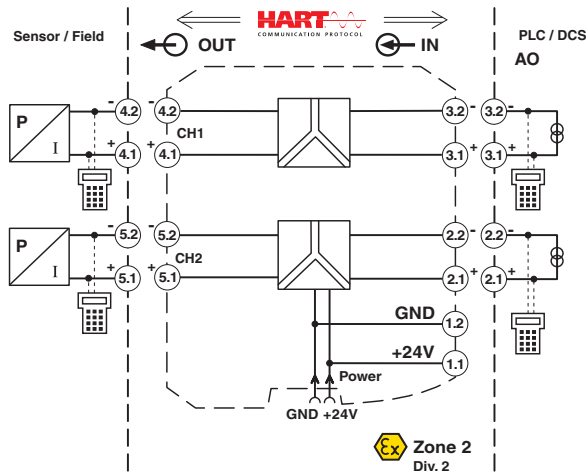 HART
COMMUNICATION PROTOCOL
Sensor / Field
OUT
IN
PLC / DCS
AO
P
I
- 4.2
- 4.2
CH1
3.2 -
3.2 -
+ 4.1
+ 4.1
3.1 +
3.1 +
P
I
- 5.2
- 5.2
CH2
2.2 -
2.2 -
+ 5.1
+ 5.1
2.1 +
2.1 +
GND
1.2
+24V
1.1
Power
GND +24V
Ex
Zone 2
Div. 2